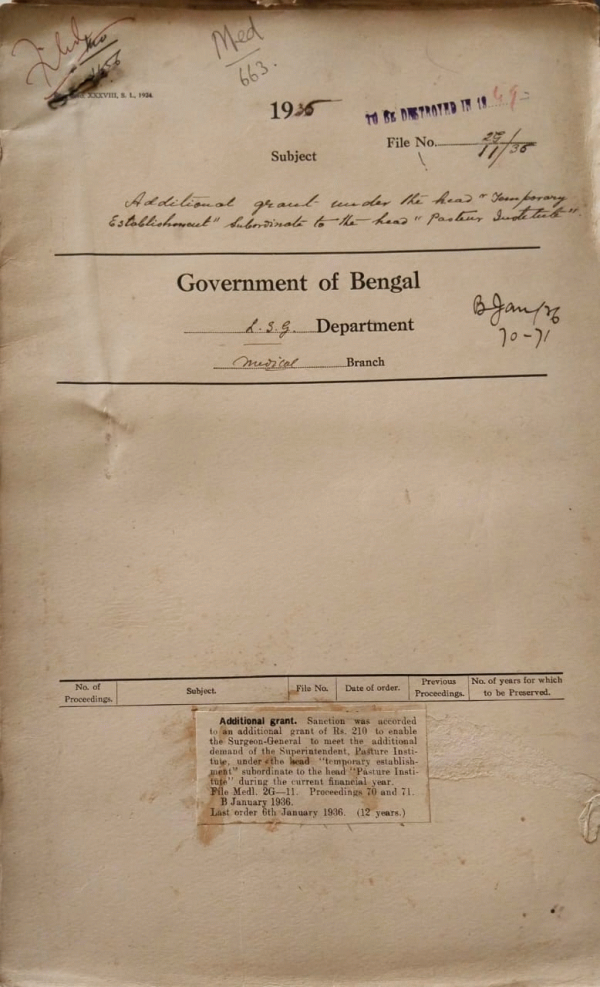 Filed
Med
663.
XXXVIII, S. I., 1924.
1935
TO BE DESTROYED IN 19 49
Subject
File No. 2G/11/35
Additional grant under the head "Temporary
Establishment" Subordinate to the head "Pasteur Institute".
Government of Bengal
L.S.G. Department
Medical Branch
B Jan/36
70-71
No. of Proceedings. Subject. File No. Date of order. Previous Proceedings. No. of years for which to be Preserved.
Additional grant. Sanction was accorded
to an additional grant of Rs. 210 to enable
the Surgeon-General to meet the additional
demand of the Superintendent, Pasture Insti-
tute, under the head "temporary establish-
ment" subordinate to the head "Pasture Insti-
tute" during the current financial year.
File Medl. 2G—11. Proceedings 70 and 71.
B January 1936.
Last order 6th January 1936. (12 years.)